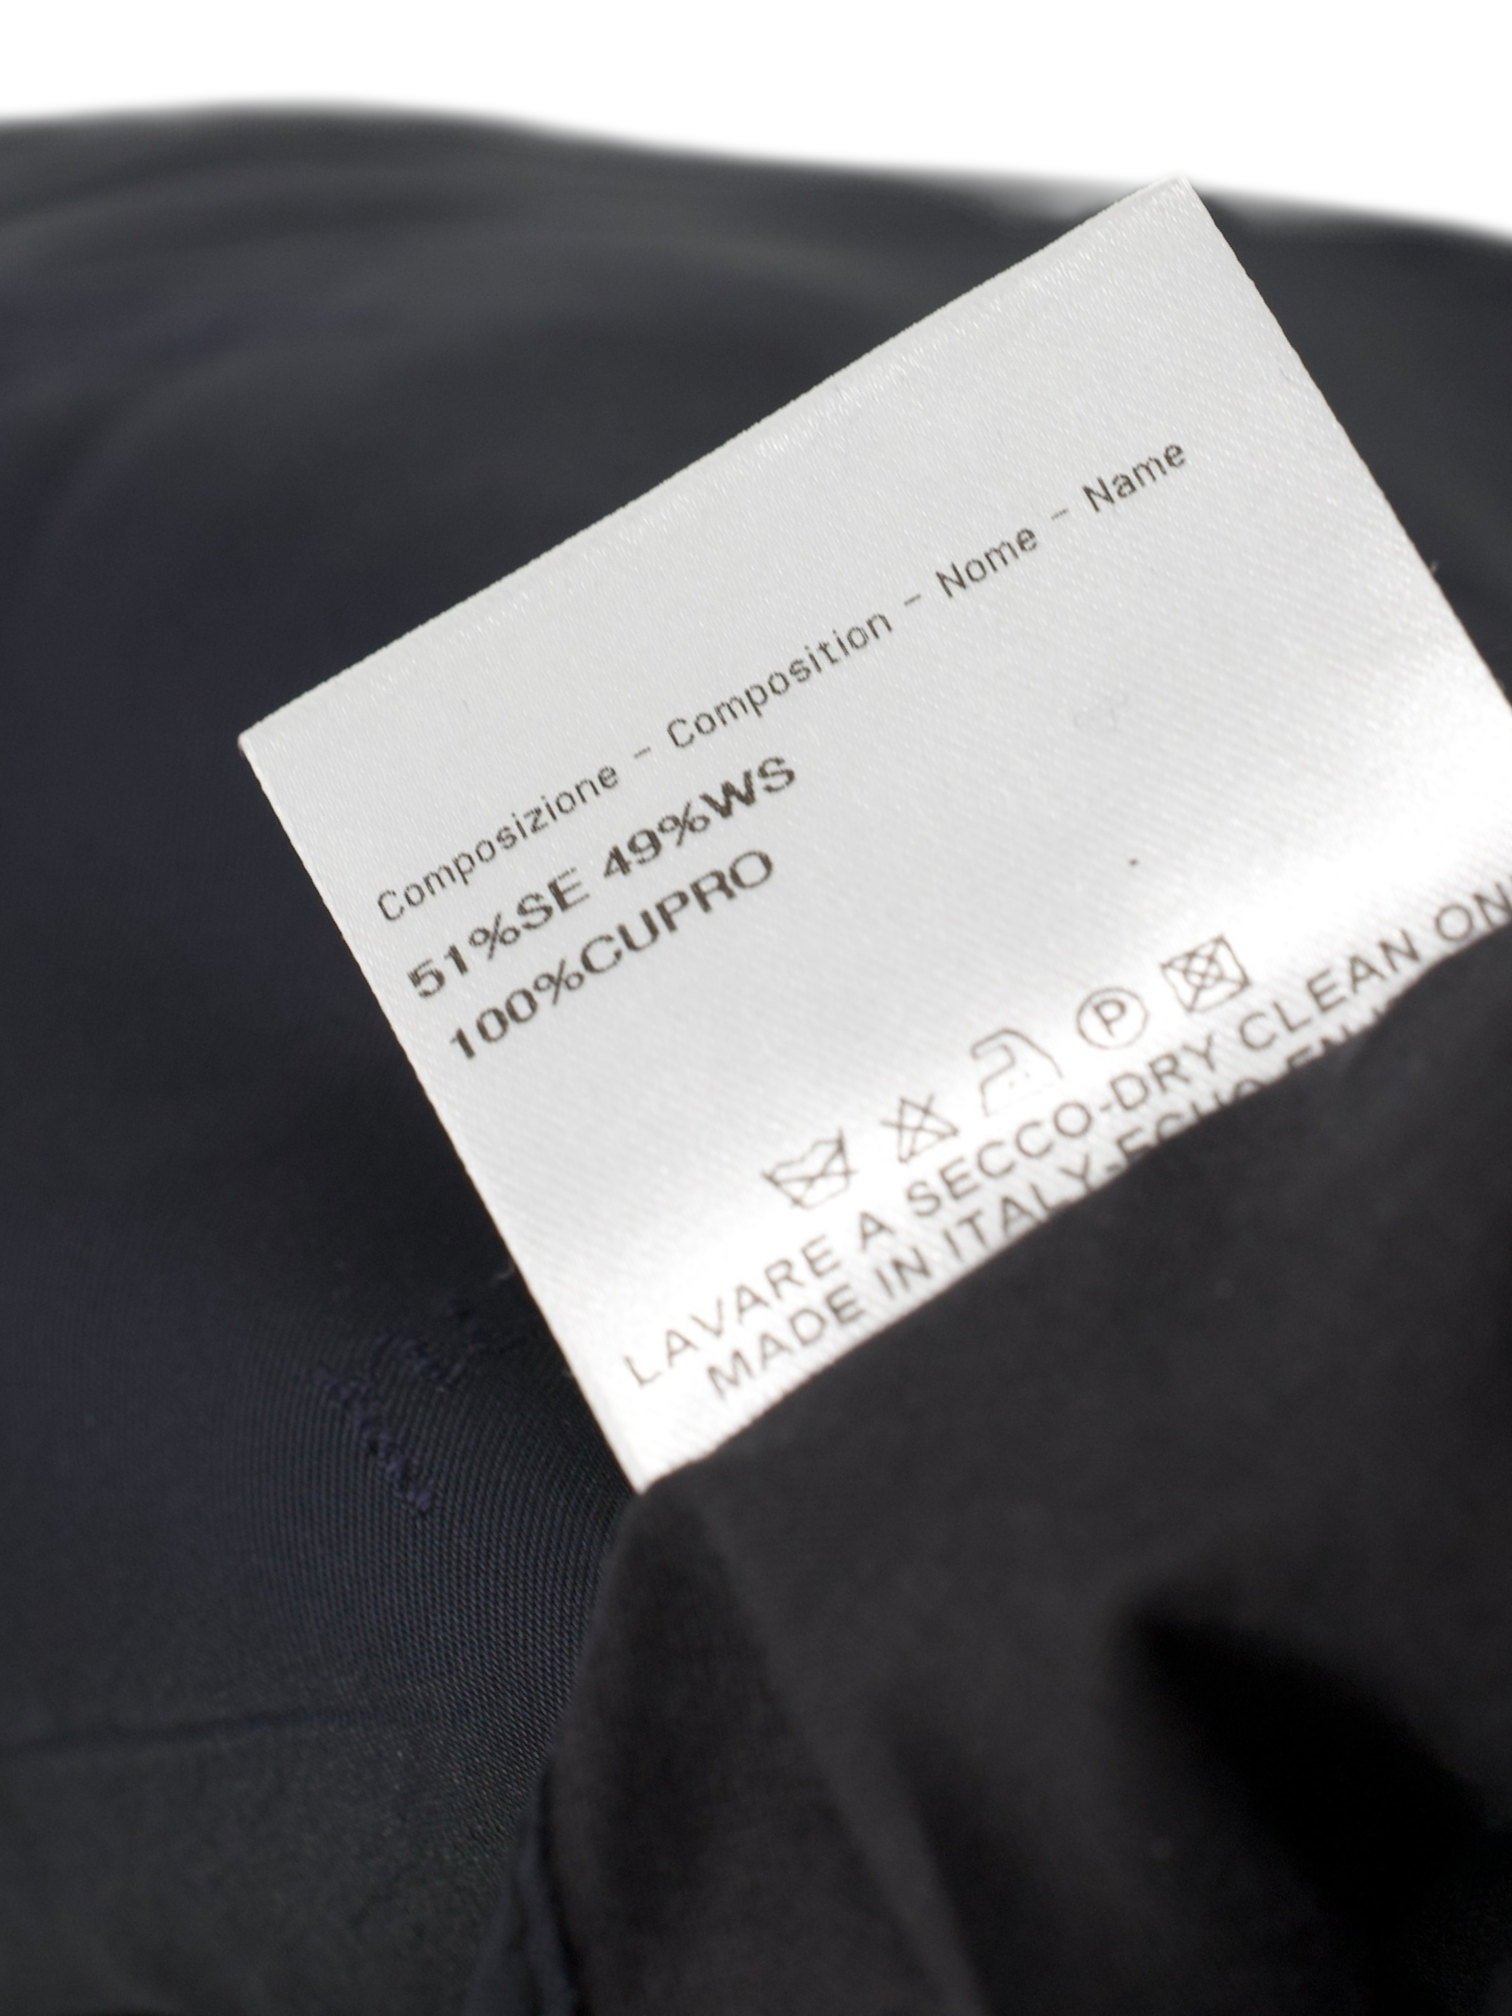 Composizione - Composition - Nome - Name
51%SE 49%WS
100%CUPRO
P
LAVARE A SECCO-DRY CLEAN
MADE IN ITALY-